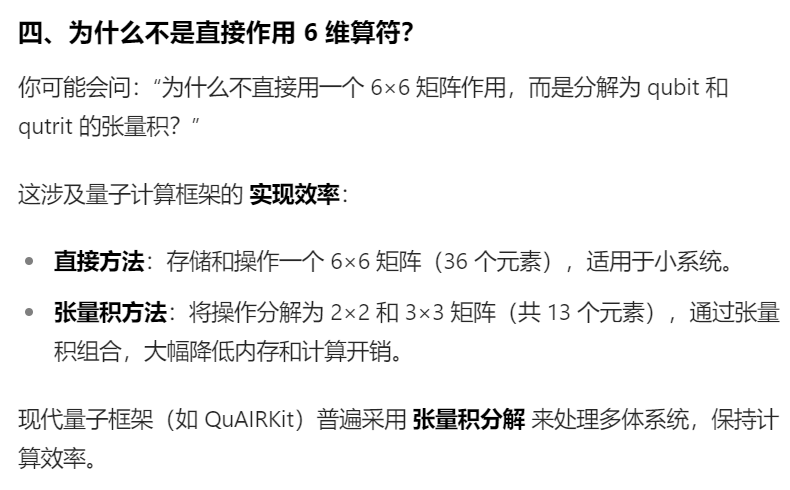 四、为什么不是直接作用 6 维算符？
你可能会问：“为什么不直接用一个 6×6 矩阵作用，而是分解为 qubit 和
qutrit 的张量积？”
这涉及量子计算框架的 实现效率：
• 直接方法：存储和操作一个 6×6 矩阵（36 个元素），适用于小系统。
• 张量积方法：将操作分解为 2×2 和 3×3 矩阵（共 13 个元素），通过张量
积组合，大幅降低内存和计算开销。
现代量子框架（如 QuAIRKit）普遍采用 张量积分解 来处理多体系统，保持计
算效率。